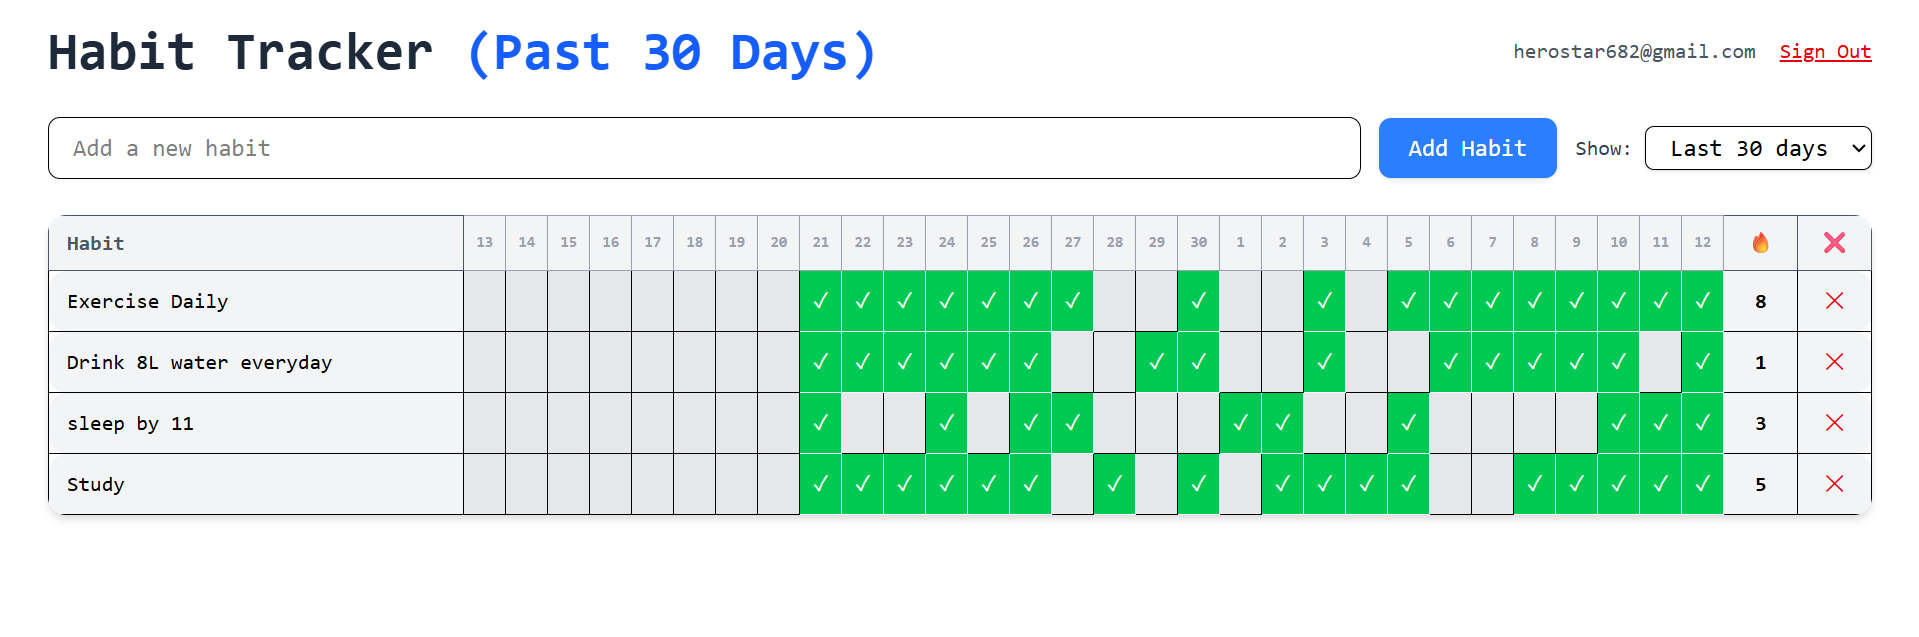 Habit Tracker (Past 30 Days)
herostar682@gmail.com Sign Out
Add a new habit
Add Habit
Show: Last 30 days
Habit 13 14 15 16 17 18 19 20 21 22 23 24 25 26 27 28 29 30 1 2 3 4 5 6 7 8 9 10 11 12 🔥 ❌
Exercise Daily ✓ ✓ ✓ ✓ ✓ ✓ ✓ ✓ ✓ ✓ ✓ ✓ ✓ ✓ ✓ ✓ ✓ 8 ✕
Drink 8L water everyday ✓ ✓ ✓ ✓ ✓ ✓ ✓ ✓ ✓ ✓ ✓ ✓ ✓ ✓ ✓ 1 ✕
sleep by 11 ✓ ✓ ✓ ✓ ✓ ✓ ✓ ✓ ✓ ✓ 3 ✕
Study ✓ ✓ ✓ ✓ ✓ ✓ ✓ ✓ ✓ ✓ ✓ ✓ ✓ ✓ ✓ ✓ ✓ 5 ✕